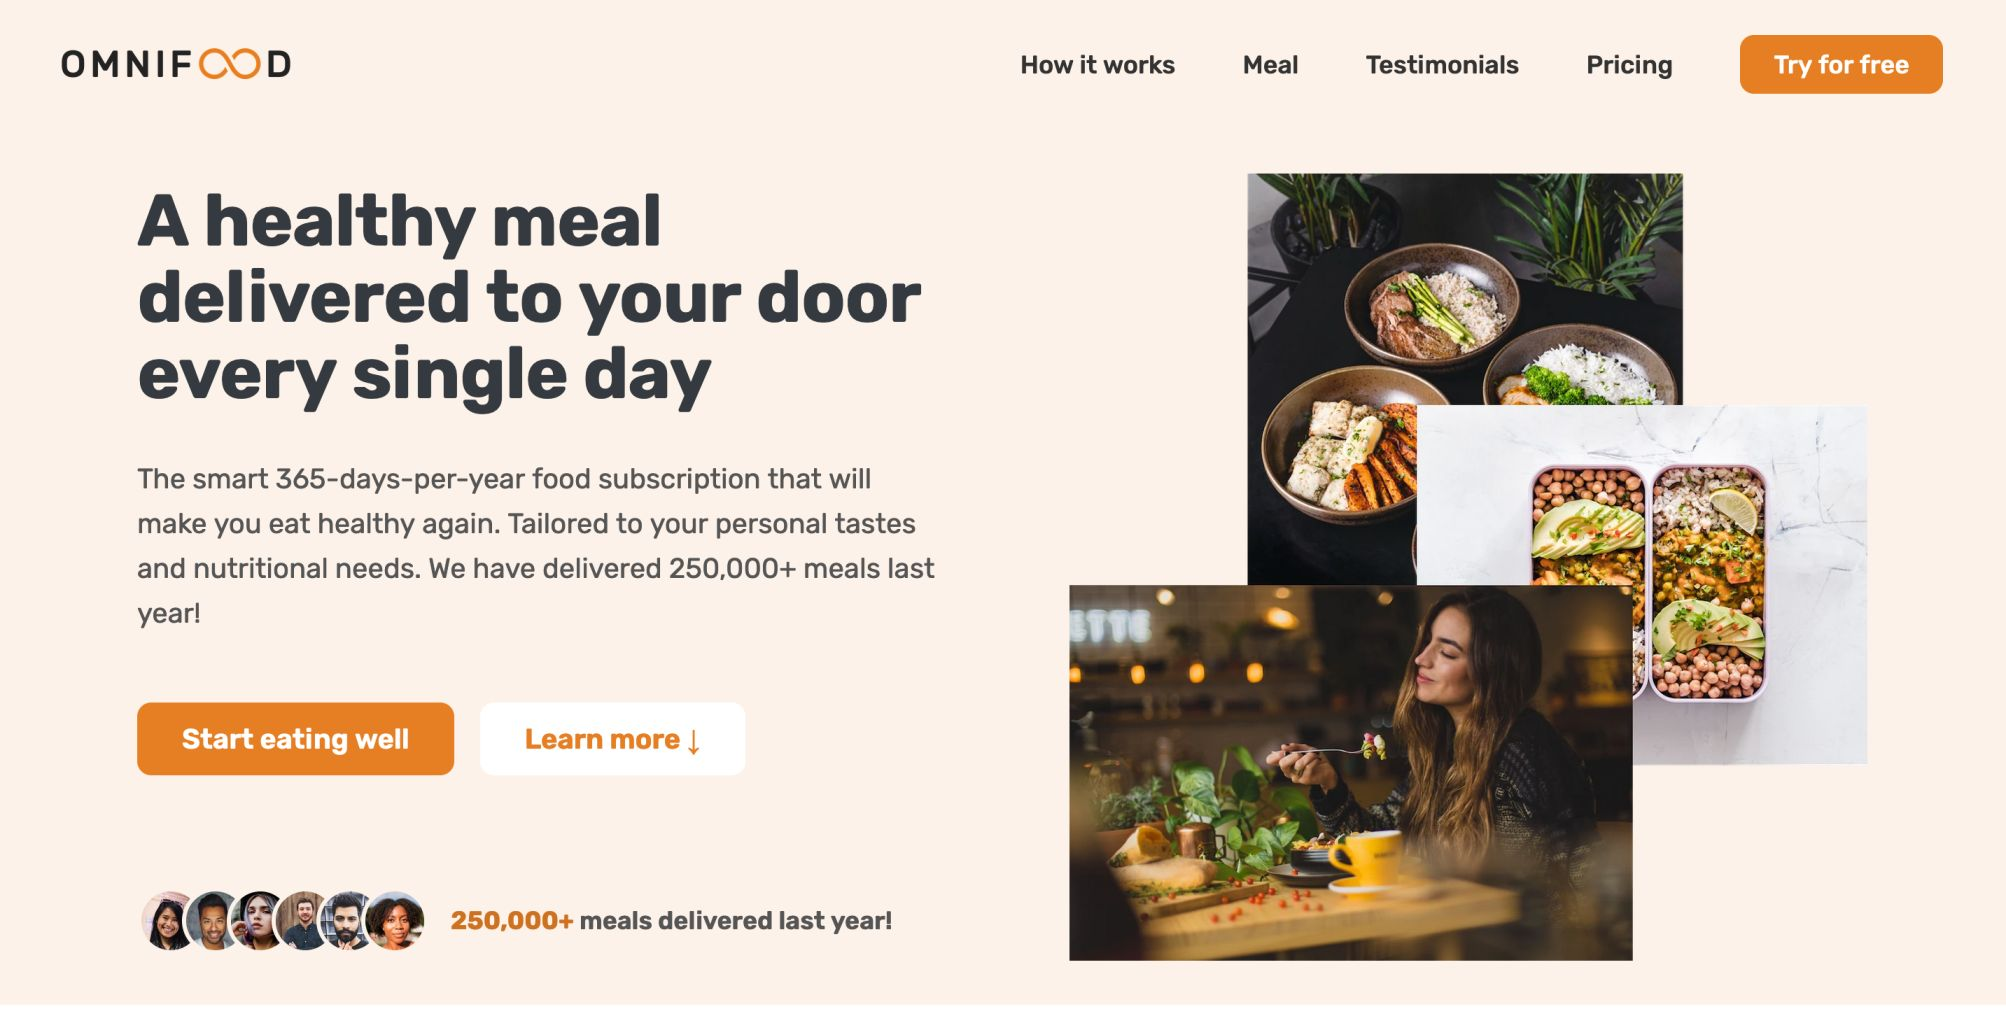 OMNIFOOD
How it works
Meal
Testimonials
Pricing
Try for free
A healthy meal
delivered to your door
every single day
The smart 365-days-per-year food subscription that will
make you eat healthy again. Tailored to your personal tastes
and nutritional needs. We have delivered 250,000+ meals last
year!
Start eating well
Learn more ↓
250,000+ meals delivered last year!
ETTE